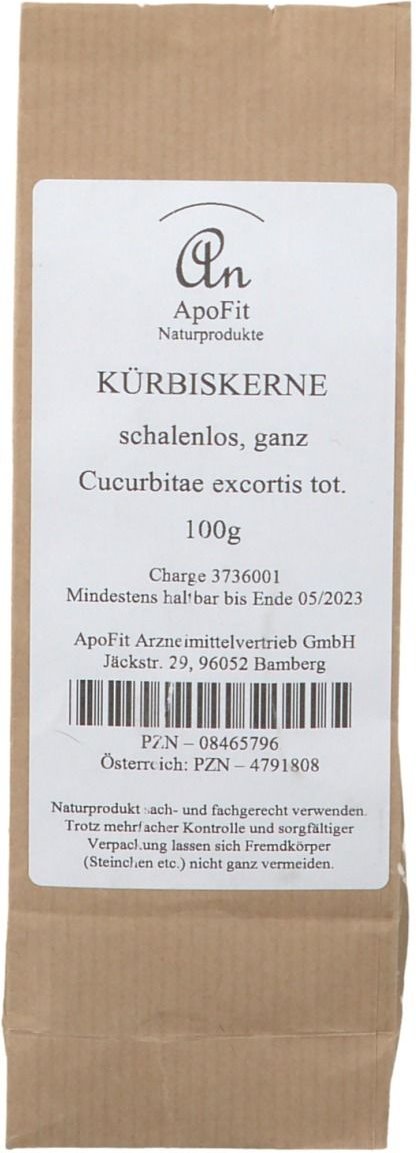 An
ApoFit
Naturprodukte
KÜRBISKERNE
schalenlos, ganz
Cucurbitae excortis tot.
100g
Charge 3736001
Mindestens haltbar bis Ende 05/2023
ApoFit Arzneimittelvertrieb GmbH
Jäckstr. 29, 96052 Bamberg
PZN – 08465796
Österreich: PZN – 4791808
Naturprodukt sach- und fachgerecht verwenden.
Trotz mehrfacher Kontrolle und sorgfältiger
Verpackung lassen sich Fremdkörper
(Steinchen etc.) nicht ganz vermeiden.